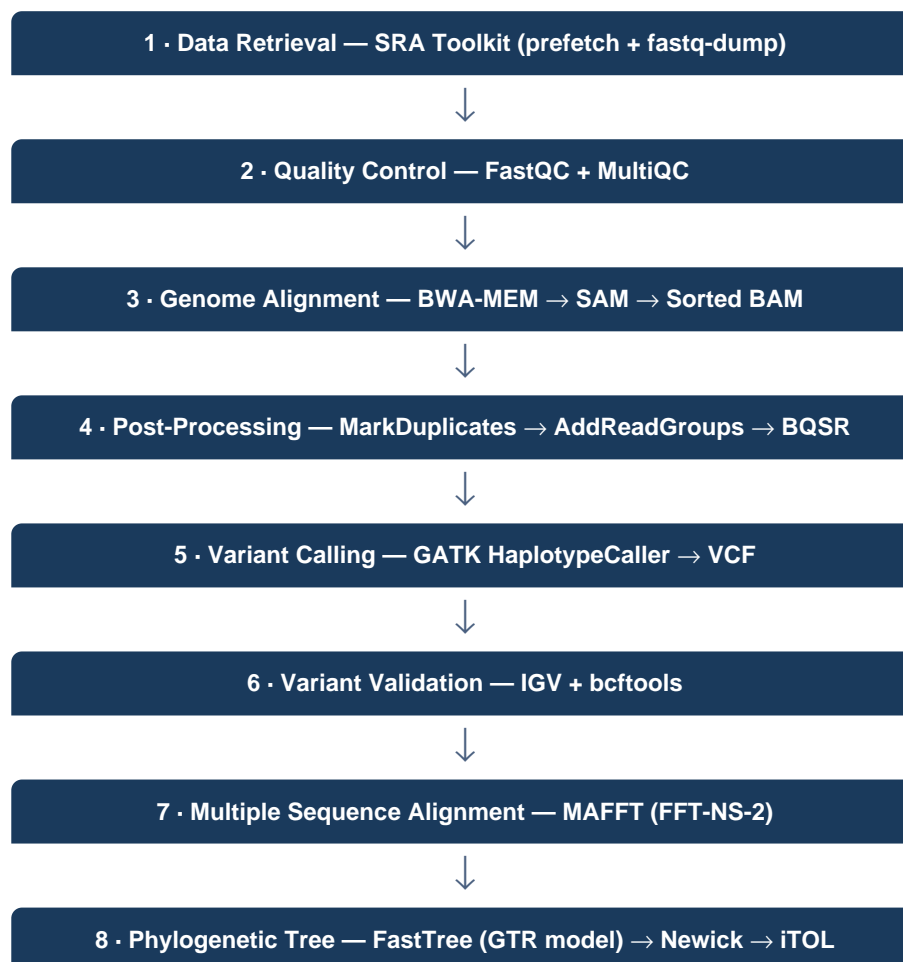 1 · Data Retrieval — SRA Toolkit (prefetch + fastq-dump)
2 · Quality Control — FastQC + MultiQC
3 · Genome Alignment — BWA-MEM → SAM → Sorted BAM
4 · Post-Processing — MarkDuplicates → AddReadGroups → BQSR
5 · Variant Calling — GATK HaplotypeCaller → VCF
6 · Variant Validation — IGV + bcftools
7 · Multiple Sequence Alignment — MAFFT (FFT-NS-2)
8 · Phylogenetic Tree — FastTree (GTR model) → Newick → iTOL